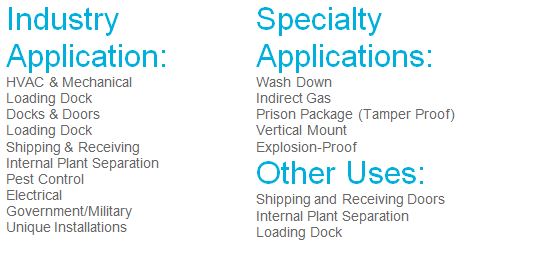 Industry
Application:
HVAC & Mechanical
Loading Dock
Docks & Doors
Loading Dock
Shipping & Receiving
Internal Plant Separation
Pest Control
Electrical
Government/Military
Unique Installations
Specialty
Applications:
Wash Down
Indirect Gas
Prison Package (Tamper Proof)
Vertical Mount
Explosion-Proof
Other Uses:
Shipping and Receiving Doors
Internal Plant Separation
Loading Dock